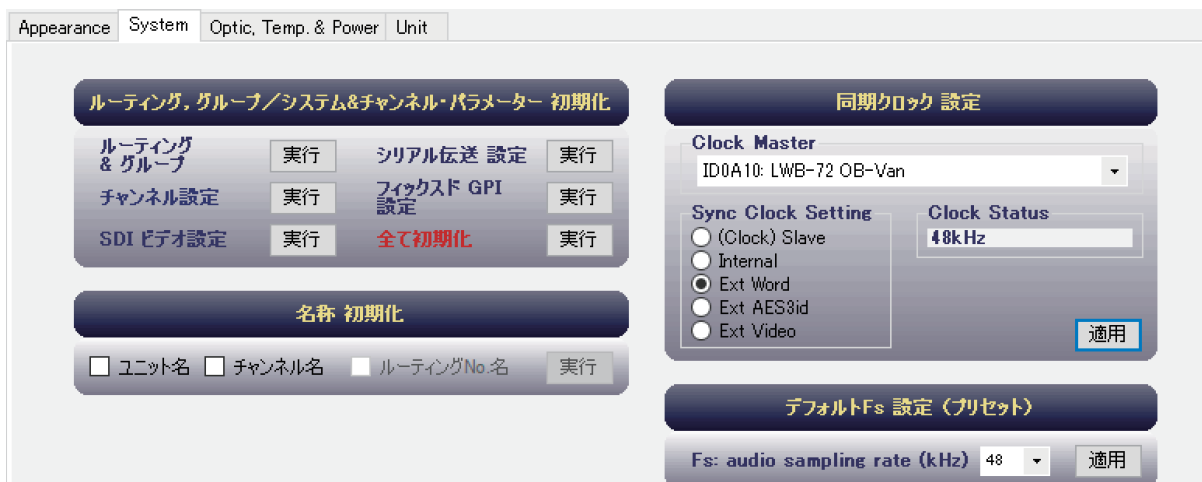 Appearance System Optic, Temp. & Power Unit
ルーティング, グループ／システム&チャンネル・パラメーター 初期化
ルーティング
& グループ 実行
シリアル伝送 設定 実行
チャンネル設定 実行
フィックスド GPI
設定 実行
SDI ビデオ設定 実行
全て初期化 実行
名称 初期化
ユニット名 チャンネル名 ルーティングNo.名 実行
同期クロック 設定
Clock Master
ID0A10: LWB-72 OB-Van
Sync Clock Setting
(Clock) Slave
Internal
Ext Word
Ext AES3id
Ext Video
Clock Status
48kHz
適用
デフォルトFs 設定（プリセット）
Fs: audio sampling rate (kHz) 48 適用